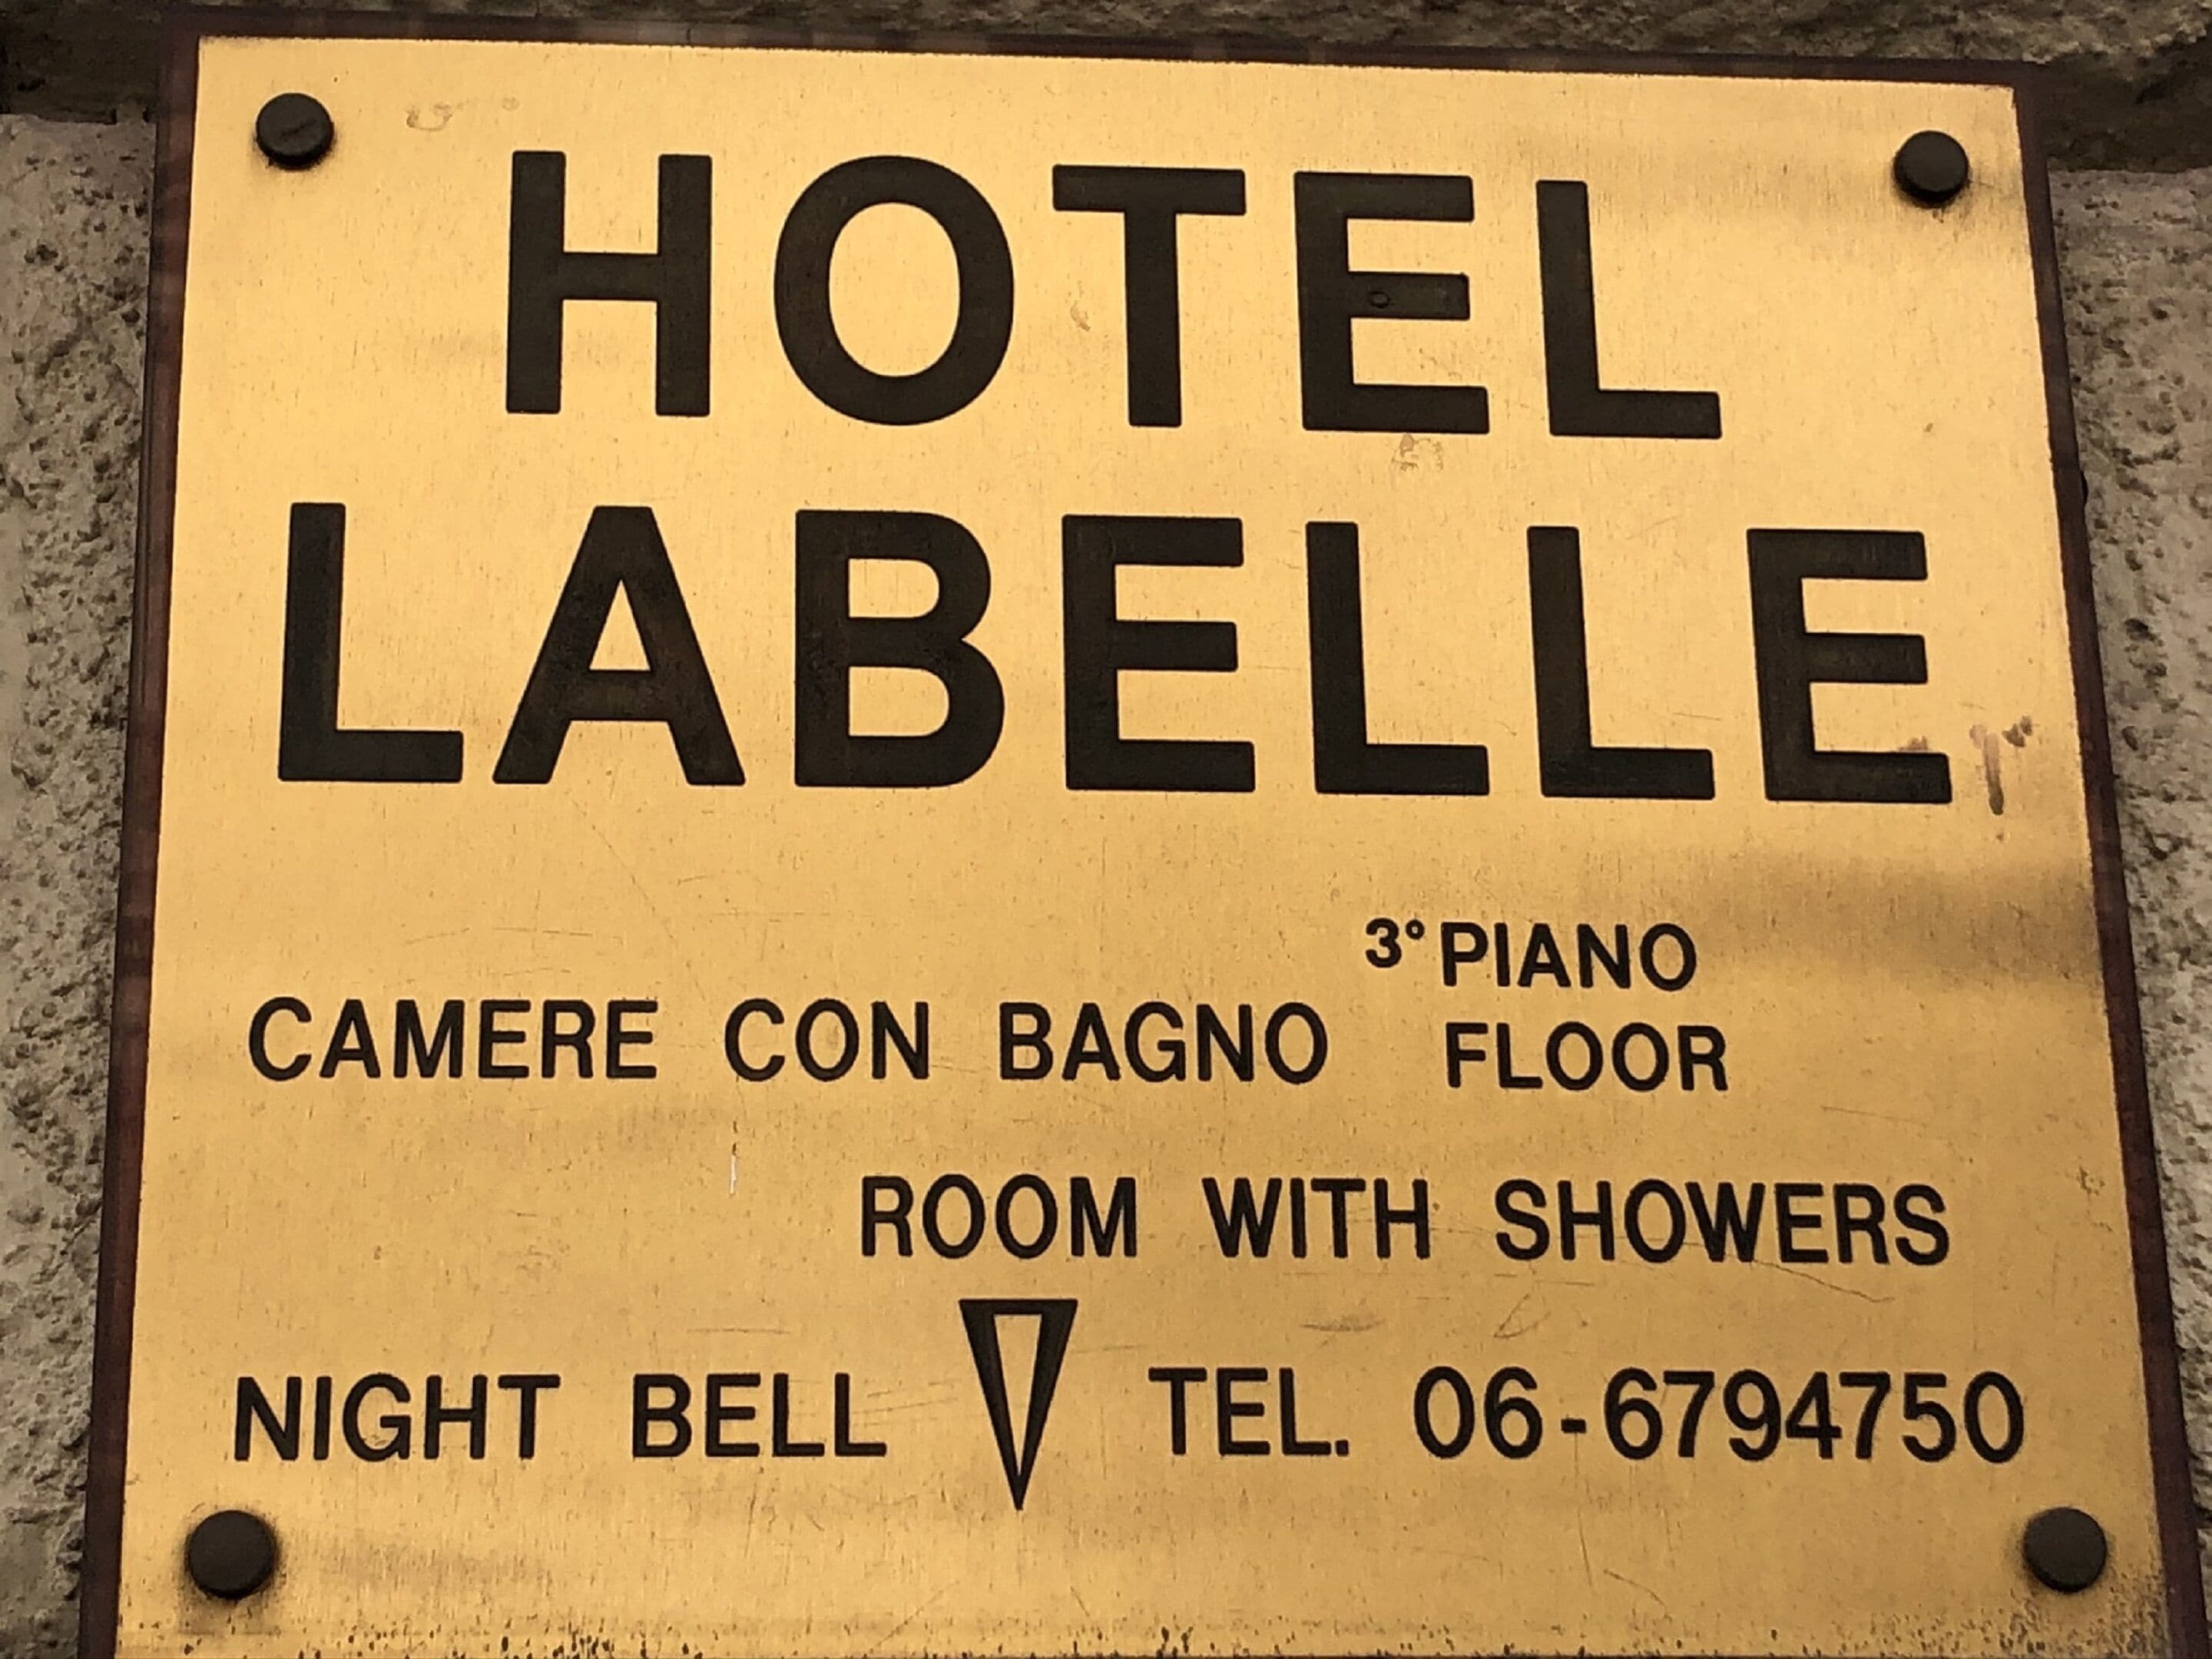 HOTEL
LABELLE
3° PIANO
CAMERE CON BAGNO FLOOR
ROOM WITH SHOWERS
NIGHT BELL TEL. 06-6794750